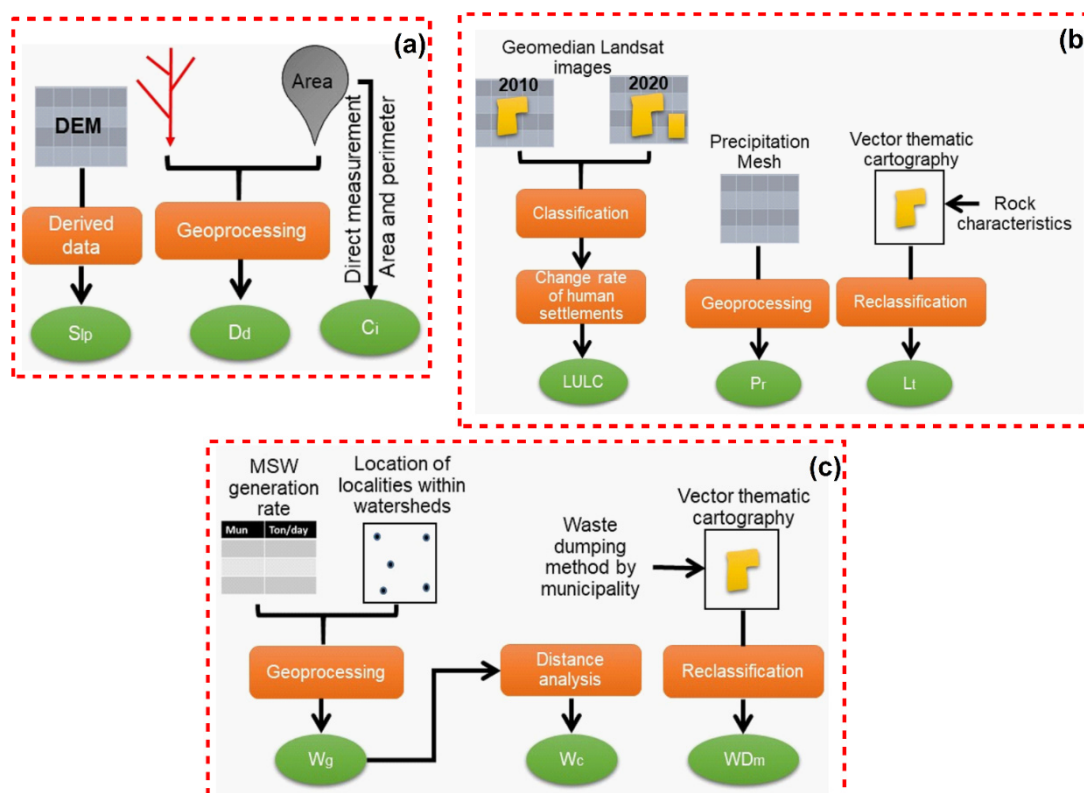 (a)
DEM
Area
Direct measurement
Area and perimeter
Derived
data
Geoprocessing
Slp
Dd
Ci
(b)
Geomedian Landsat
images
2010
2020
Precipitation
Mesh
Vector thematic
cartography
Rock
characteristics
Classification
Change rate
of human
settlements
Geoprocessing
Reclassification
LULC
Pr
Lt
(c)
MSW
generation
rate
Mun Ton/day
Location of
localities within
watersheds
Waste
dumping
method by
municipality
Vector thematic
cartography
Geoprocessing
Distance
analysis
Reclassification
Wg
Wc
WDm